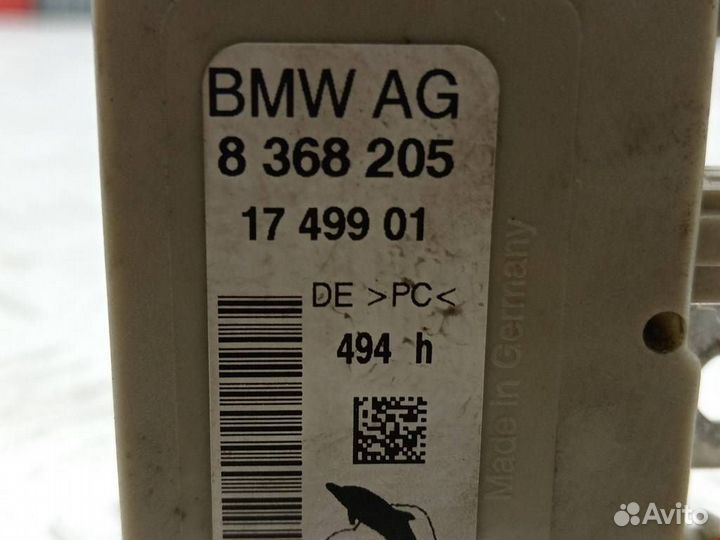 BMW AG
8 368 205
17 499 01
DE >PC<
494 h
Made in Germany
Avito